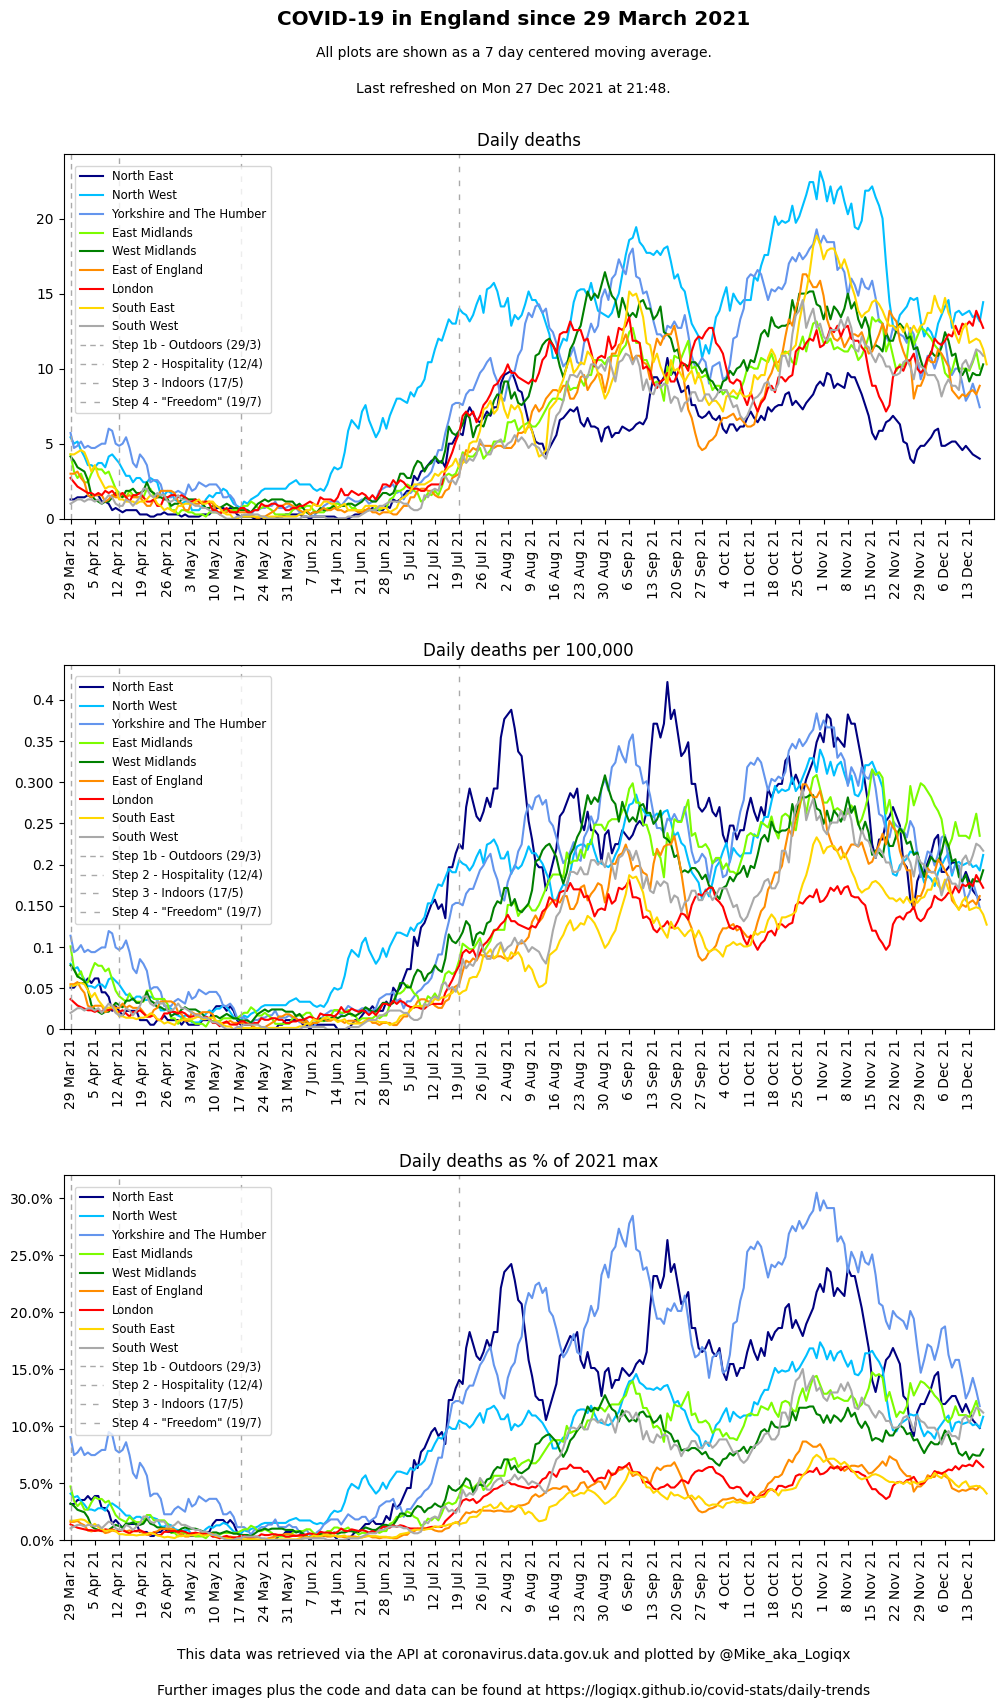 COVID-19 in England since 29 March 2021
All plots are shown as a 7 day centered moving average.
Last refreshed on Mon 27 Dec 2021 at 21:48.
Daily deaths
20
15
10
5
0
North East
North West
Yorkshire and The Humber
East Midlands
West Midlands
East of England
London
South East
South West
Step 1b - Outdoors (29/3)
Step 2 - Hospitality (12/4)
Step 3 - Indoors (17/5)
Step 4 - "Freedom" (19/7)
29 Mar 21
5 Apr 21
12 Apr 21
19 Apr 21
26 Apr 21
3 May 21
10 May 21
17 May 21
24 May 21
31 May 21
7 Jun 21
14 Jun 21
21 Jun 21
28 Jun 21
5 Jul 21
12 Jul 21
19 Jul 21
26 Jul 21
2 Aug 21
9 Aug 21
16 Aug 21
23 Aug 21
30 Aug 21
6 Sep 21
13 Sep 21
20 Sep 21
27 Sep 21
4 Oct 21
11 Oct 21
18 Oct 21
25 Oct 21
1 Nov 21
8 Nov 21
15 Nov 21
22 Nov 21
29 Nov 21
6 Dec 21
13 Dec 21
Daily deaths per 100,000
0.4
0.35
0.300
0.25
0.2
0.150
0.1
0.05
0
North East
North West
Yorkshire and The Humber
East Midlands
West Midlands
East of England
London
South East
South West
Step 1b - Outdoors (29/3)
Step 2 - Hospitality (12/4)
Step 3 - Indoors (17/5)
Step 4 - "Freedom" (19/7)
29 Mar 21
5 Apr 21
12 Apr 21
19 Apr 21
26 Apr 21
3 May 21
10 May 21
17 May 21
24 May 21
31 May 21
7 Jun 21
14 Jun 21
21 Jun 21
28 Jun 21
5 Jul 21
12 Jul 21
19 Jul 21
26 Jul 21
2 Aug 21
9 Aug 21
16 Aug 21
23 Aug 21
30 Aug 21
6 Sep 21
13 Sep 21
20 Sep 21
27 Sep 21
4 Oct 21
11 Oct 21
18 Oct 21
25 Oct 21
1 Nov 21
8 Nov 21
15 Nov 21
22 Nov 21
29 Nov 21
6 Dec 21
13 Dec 21
Daily deaths as % of 2021 max
30.0%
25.0%
20.0%
15.0%
10.0%
5.0%
0.0%
North East
North West
Yorkshire and The Humber
East Midlands
West Midlands
East of England
London
South East
South West
Step 1b - Outdoors (29/3)
Step 2 - Hospitality (12/4)
Step 3 - Indoors (17/5)
Step 4 - "Freedom" (19/7)
29 Mar 21
5 Apr 21
12 Apr 21
19 Apr 21
26 Apr 21
3 May 21
10 May 21
17 May 21
24 May 21
31 May 21
7 Jun 21
14 Jun 21
21 Jun 21
28 Jun 21
5 Jul 21
12 Jul 21
19 Jul 21
26 Jul 21
2 Aug 21
9 Aug 21
16 Aug 21
23 Aug 21
30 Aug 21
6 Sep 21
13 Sep 21
20 Sep 21
27 Sep 21
4 Oct 21
11 Oct 21
18 Oct 21
25 Oct 21
1 Nov 21
8 Nov 21
15 Nov 21
22 Nov 21
29 Nov 21
6 Dec 21
13 Dec 21
This data was retrieved via the API at coronavirus.data.gov.uk and plotted by @Mike_aka_Logiqx
Further images plus the code and data can be found at https://logiqx.github.io/covid-stats/daily-trends